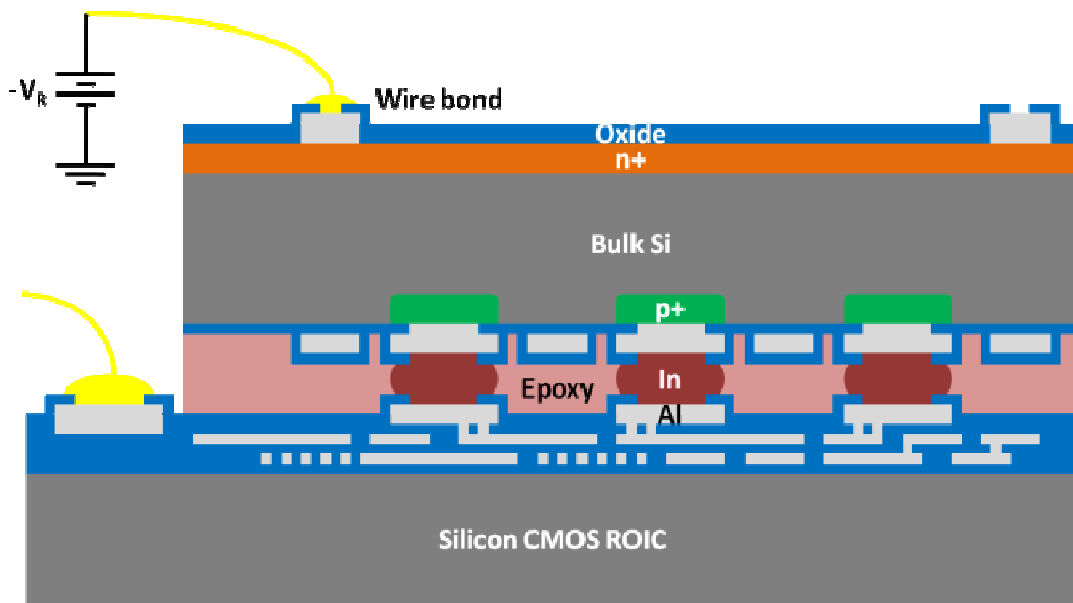 -VR
Wire bond
Oxide
n+
Bulk Si
p+
In
Epoxy
Al
Silicon CMOS ROIC